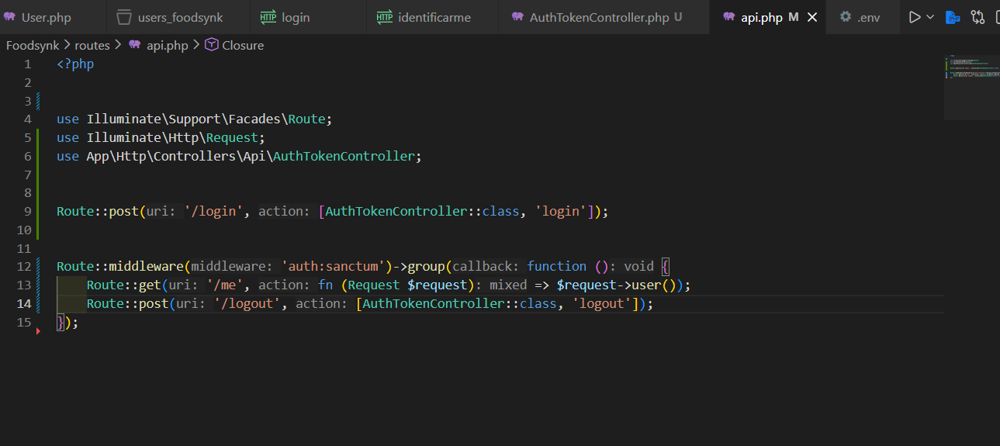 User.php users_foodsynk HTTP login HTTP identificarme AuthTokenController.php U api.php M .env
Foodsynk > routes > api.php > Closure
1 <?php
2
3
4 use Illuminate\Support\Facades\Route;
5 use Illuminate\Http\Request;
6 use App\Http\Controllers\Api\AuthTokenController;
7
8
9 Route::post(uri: '/login', action: [AuthTokenController::class, 'login']);
10
11
12 Route::middleware(middleware: 'auth:sanctum')->group(callback: function (): void {
13 Route::get(uri: '/me', action: fn (Request $request): mixed => $request->user());
14 Route::post(uri: '/logout', action: [AuthTokenController::class, 'logout']);
15 });